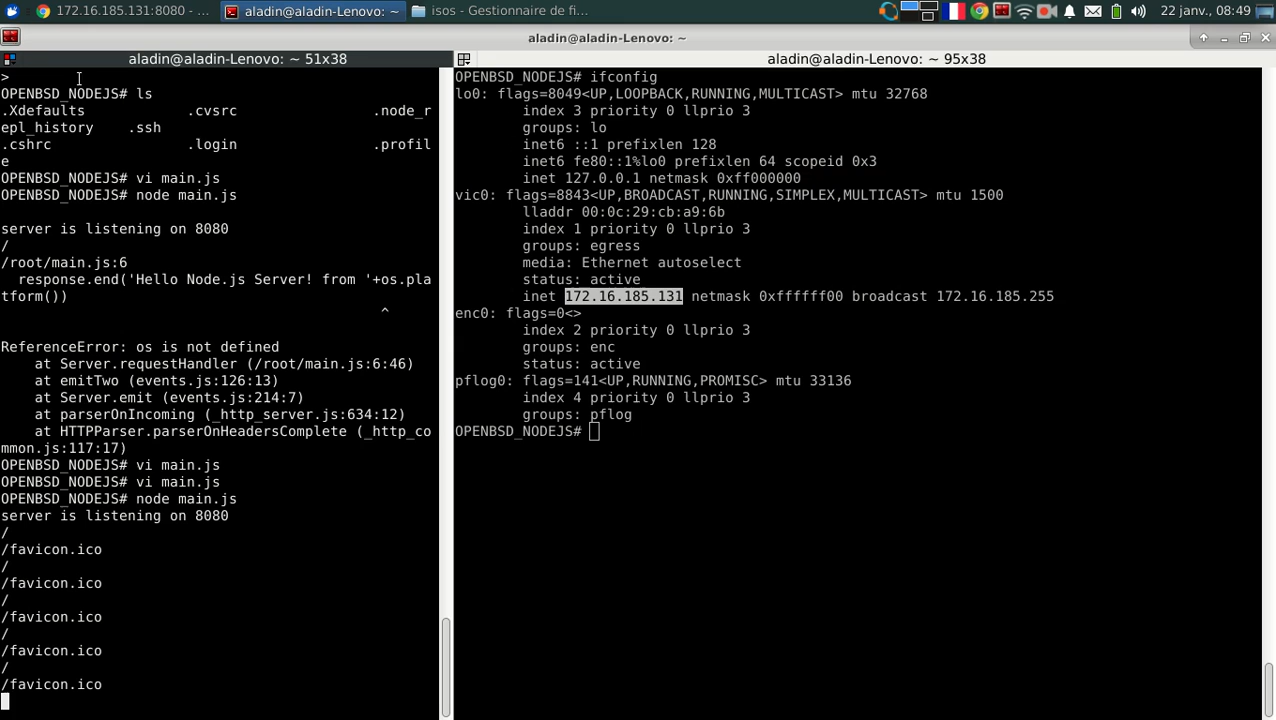 172.16.185.131:8080 - ...
aladin@aladin-Lenovo: ~
isos - Gestionnaire de fi...
22 janv., 08:49
aladin@aladin-Lenovo: ~
aladin@aladin-Lenovo: ~ 51x38
>
OPENBSD_NODEJS# ls
.Xdefaults .cvsrc .node_r
epl_history .ssh
.cshrc .login .profil
e
OPENBSD_NODEJS# vi main.js
OPENBSD_NODEJS# node main.js
server is listening on 8080
/
/root/main.js:6
response.end('Hello Node.js Server! from '+os.pla
tform())
^
ReferenceError: os is not defined
at Server.requestHandler (/root/main.js:6:46)
at emitTwo (events.js:126:13)
at Server.emit (events.js:214:7)
at parserOnIncoming (_http_server.js:634:12)
at HTTPParser.parserOnHeadersComplete (_http_co
mmon.js:117:17)
OPENBSD_NODEJS# vi main.js
OPENBSD_NODEJS# vi main.js
OPENBSD_NODEJS# node main.js
server is listening on 8080
/
/favicon.ico
/
/favicon.ico
/
/favicon.ico
/
/favicon.ico
/
/favicon.ico
aladin@aladin-Lenovo: ~ 95x38
OPENBSD_NODEJS# ifconfig
lo0: flags=8049<UP,LOOPBACK,RUNNING,MULTICAST> mtu 32768
index 3 priority 0 llprio 3
groups: lo
inet6 ::1 prefixlen 128
inet6 fe80::1%lo0 prefixlen 64 scopeid 0x3
inet 127.0.0.1 netmask 0xff000000
vic0: flags=8843<UP,BROADCAST,RUNNING,SIMPLEX,MULTICAST> mtu 1500
lladdr 00:0c:29:cb:a9:6b
index 1 priority 0 llprio 3
groups: egress
media: Ethernet autoselect
status: active
inet 172.16.185.131 netmask 0xffffff00 broadcast 172.16.185.255
enc0: flags=0<>
index 2 priority 0 llprio 3
groups: enc
status: active
pflog0: flags=141<UP,RUNNING,PROMISC> mtu 33136
index 4 priority 0 llprio 3
groups: pflog
OPENBSD_NODEJS#